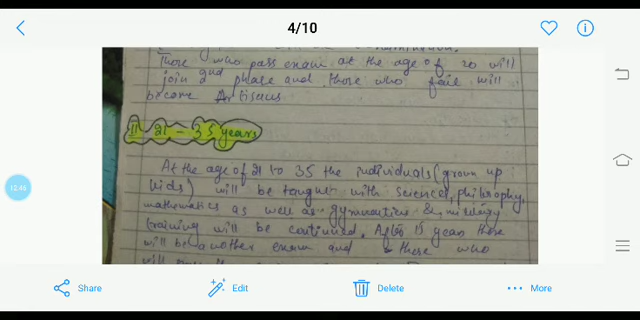 4/10
Those who pass exam at the age of 20 will
join 2nd phase and those who fail will
become Artisans
II 21 - 35 years
At the age of 21 to 35 the individuals (grown up
kids) will be taught with science, philosophy,
mathematics as well as gymnastics & military
training will be continued. After 15 years there
will be another exam and those who
12:46
Share
Edit
Delete
More